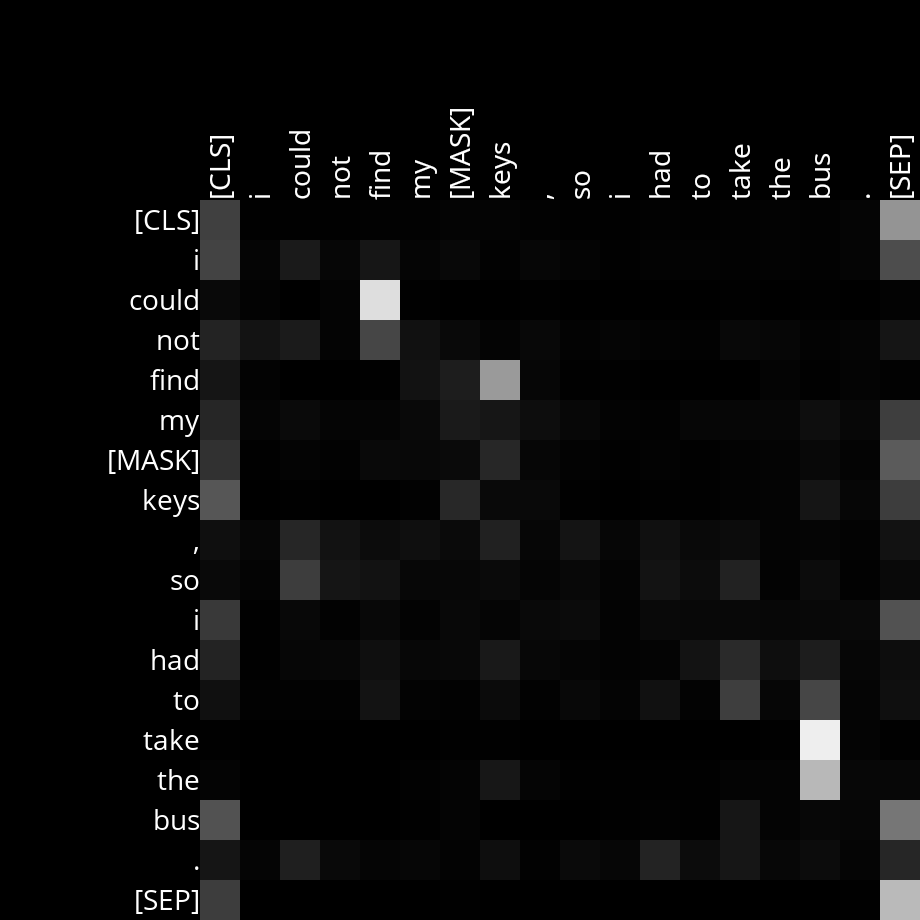 [CLS] i could not find my [MASK] keys , so i had to take the bus . [SEP]
[CLS]
i
could
not
find
my
[MASK]
keys
,
so
i
had
to
take
the
bus
.
[SEP]